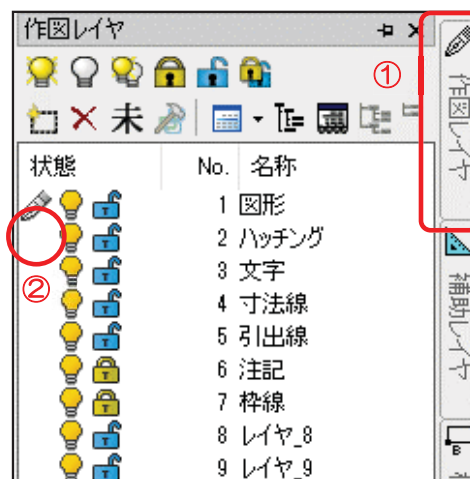 作図レイヤ
①
作図レイヤ
未
状態 No. 名称
1 図形
2 ハッチング
②
3 文字
4 寸法線
補助レイヤ
5 引出線
6 注記
7 枠線
8 レイヤ_8
B
9 レイヤ_9